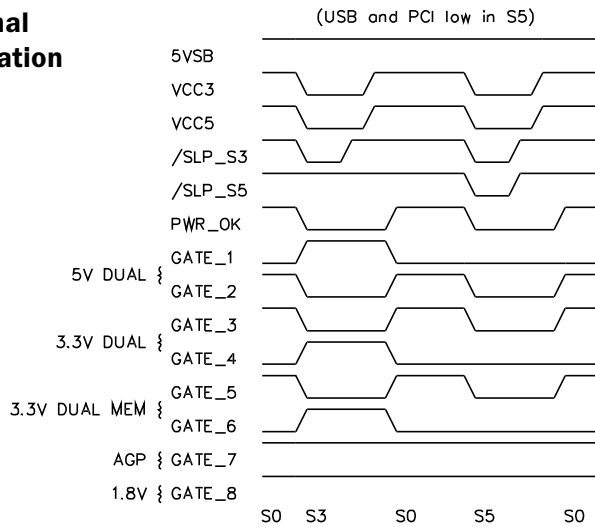 nal
ation
(USB and PCI low in S5)
5VSB
VCC3
VCC5
/SLP_S3
/SLP_S5
PWR_OK
5V DUAL { GATE_1
GATE_2
3.3V DUAL { GATE_3
GATE_4
3.3V DUAL MEM { GATE_5
GATE_6
AGP { GATE_7
1.8V { GATE_8
S0 S3 S0 S5 S0